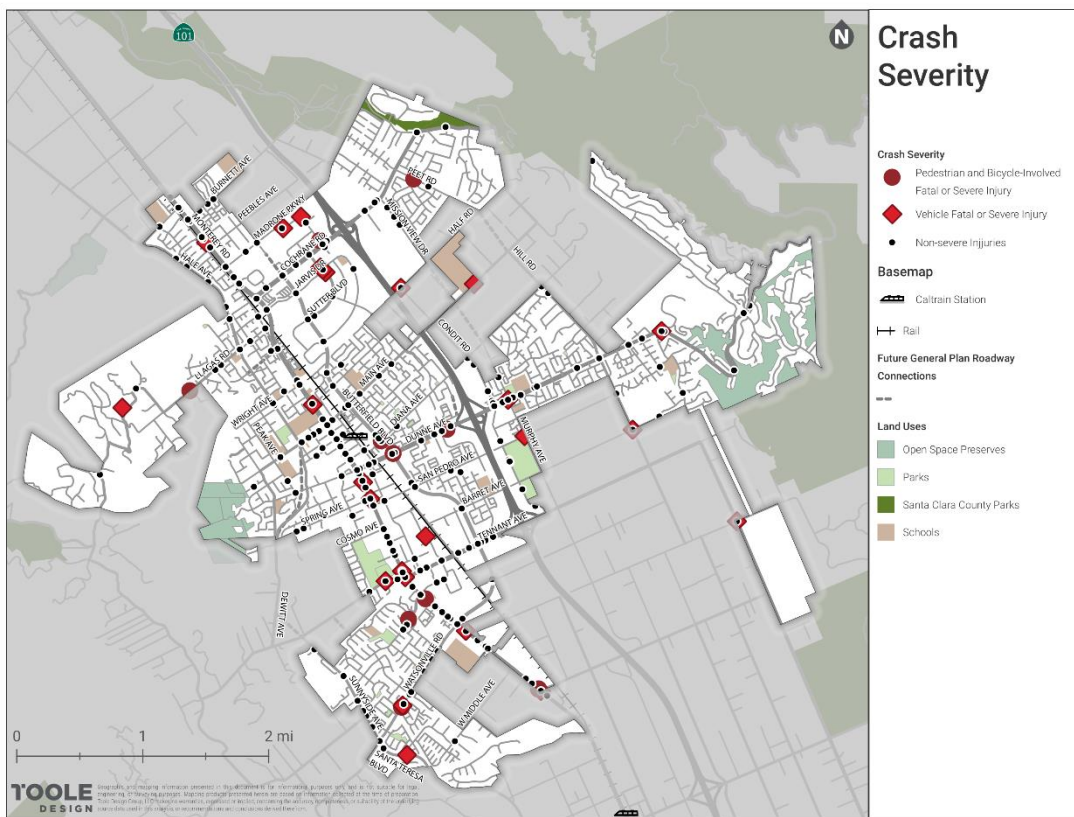 101
N
Crash
Severity
Crash Severity
Pedestrian and Bicycle-Involved
Fatal or Severe Injury
Vehicle Fatal or Severe Injury
Non-severe Injjuries
Basemap
Caltrain Station
Rail
Future General Plan Roadway
Connections
Land Uses
Open Space Preserves
Parks
Santa Clara County Parks
Schools
BURNETT AVE
PEEBLES AVE
MADRONE PKWY
MONTEREY RD
HALE AVE
COCHRANE RD
JARVIS DR
SUTTER BLVD
PEET RD
MISSION VIEW DR
HALF RD
HILL RD
CONDIT RD
LLAGAS RD
WRIGHT AVE
MAIN AVE
BUTTERFIELD BLVD
DIANA AVE
DUNNE AVE
PEAK AVE
MURPHY AVE
SAN PEDRO AVE
BARRET AVE
SPRING AVE
COSMO AVE
TENNANT AVE
DEWITT AVE
WATSONVILLE RD
SUNNYSIDE AVE
W MIDDLE AVE
SANTA TERESA
BLVD
0 1 2 mi
TOOLE
DESIGN